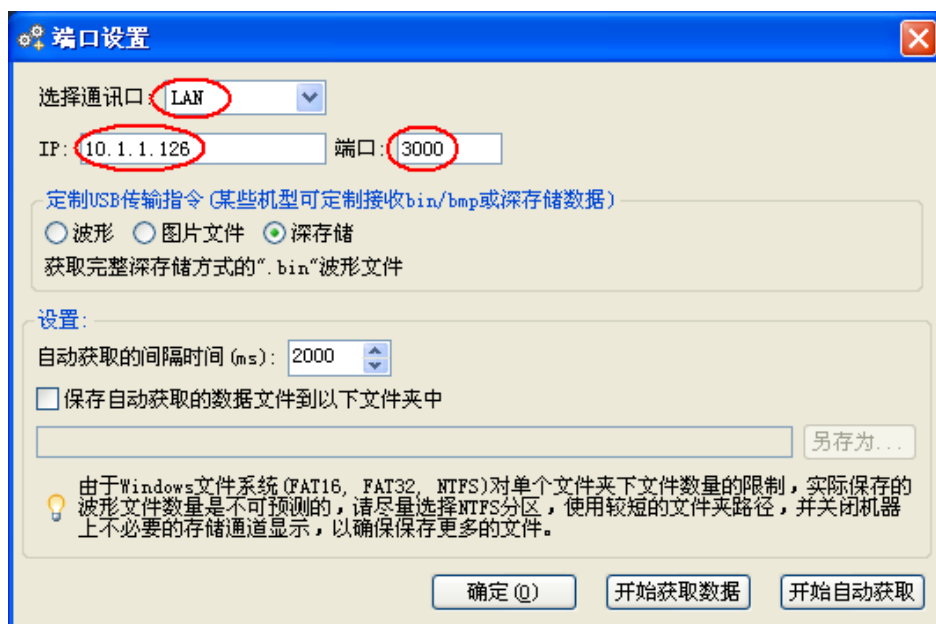 端口设置
选择通讯口: LAN
IP: 10.1.1.126 端口: 3000
定制USB传输指令(某些机型可定制接收bin/bmp或深存储数据)
波形 图片文件 深存储
获取完整深存储方式的".bin"波形文件
设置:
自动获取的间隔时间(ms): 2000
保存自动获取的数据文件到以下文件夹中
另存为...
由于Windows文件系统(FAT16, FAT32, NTFS)对单个文件夹下文件数量的限制，实际保存的
波形文件数量是不可预测的，请尽量选择NTFS分区，使用较短的文件夹路径，并关闭机器
上不必要的存储通道显示，以确保保存更多的文件。
确定(O) 开始获取数据 开始自动获取